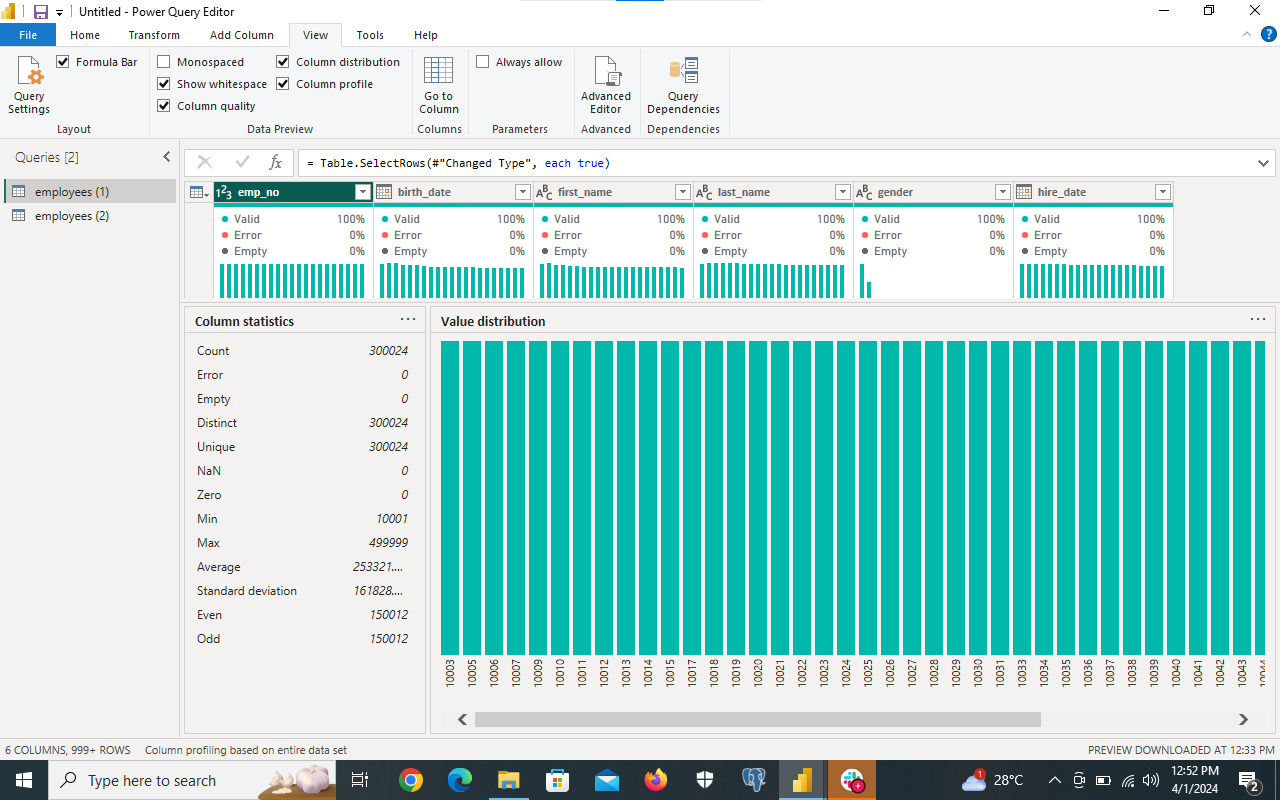 Untitled - Power Query Editor
File Home Transform Add Column View Tools Help
Query Settings
Formula Bar
Layout
Monospaced
Show whitespace
Column quality
Column distribution
Column profile
Data Preview
Go to Column
Columns
Always allow
Parameters
Advanced Editor
Advanced
Query Dependencies
Dependencies
Queries [2]
employees (1)
employees (2)
fx = Table.SelectRows(#"Changed Type", each true)
123 emp_no birth_date ABC first_name ABC last_name ABC gender hire_date
Valid 100% Valid 100% Valid 100% Valid 100% Valid 100% Valid 100%
Error 0% Error 0% Error 0% Error 0% Error 0% Error 0%
Empty 0% Empty 0% Empty 0% Empty 0% Empty 0% Empty 0%
Column statistics ...
Count 300024
Error 0
Empty 0
Distinct 300024
Unique 300024
NaN 0
Zero 0
Min 10001
Max 499999
Average 253321....
Standard deviation 161828....
Even 150012
Odd 150012
Value distribution ...
10003 10005 10006 10007 10009 10010 10011 10012 10013 10014 10015 10017 10018 10019 10020 10021 10022 10023 10024 10025 10026 10027 10028 10029 10030 10031 10033 10034 10035 10036 10037 10038 10039 10040 10041 10042 10043 10044
6 COLUMNS, 999+ ROWS Column profiling based on entire data set PREVIEW DOWNLOADED AT 12:33 PM
Type here to search
1
28°C
12:52 PM
4/1/2024
2